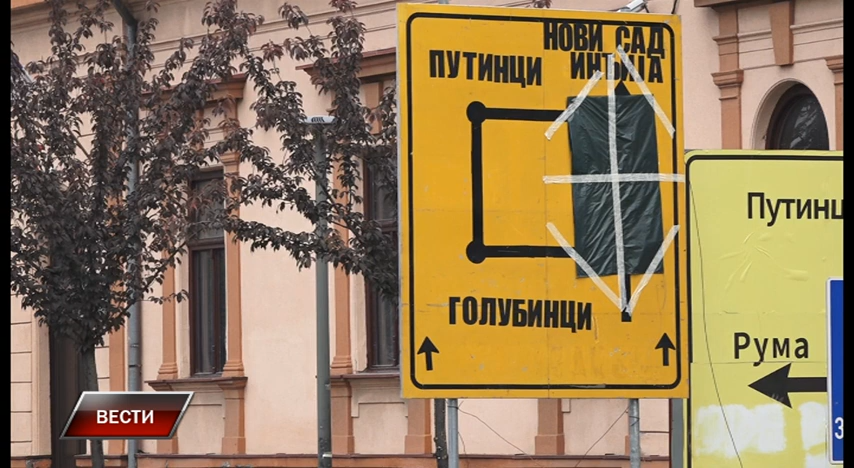 НОВИ САД
ПУТИНЦИ ИНЂИЈА
ГОЛУБИНЦИ
Путинц
Рума
ВЕСТИ